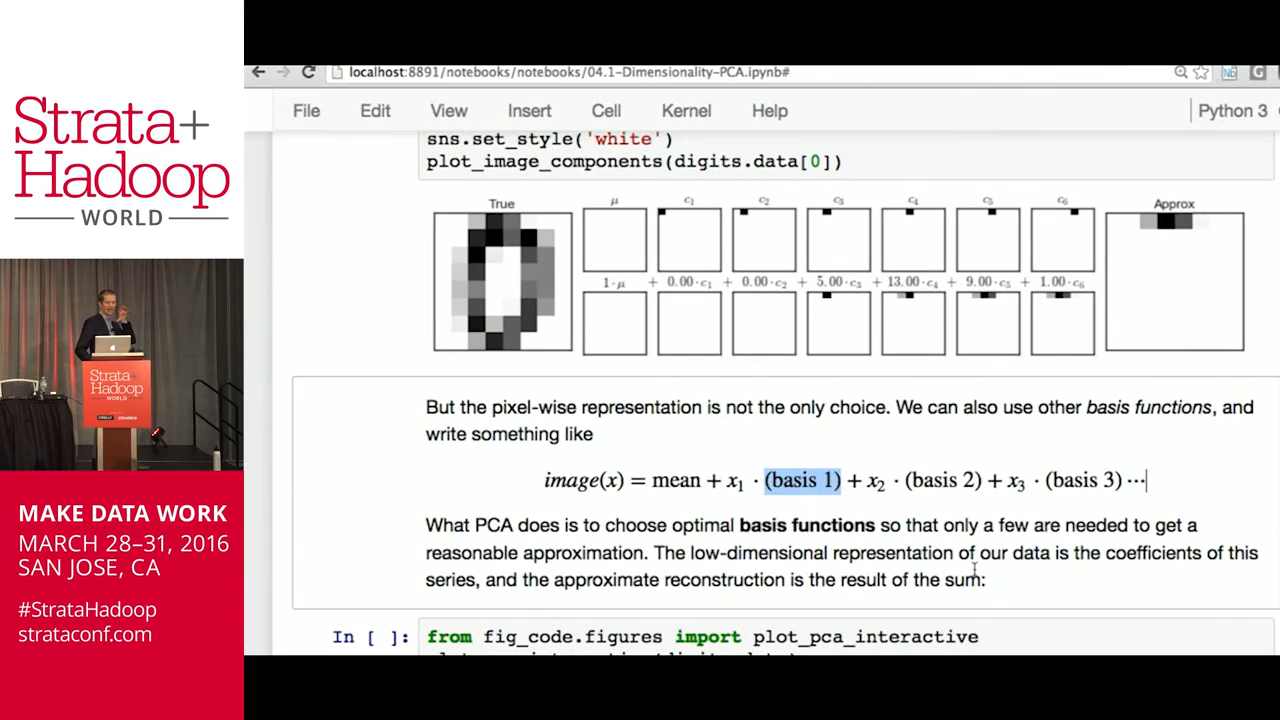 Strata+
Hadoop
WORLD
Strata+
Hadoop
WORLD
MAKE DATA WORK
MARCH 28–31, 2016
SAN JOSE, CA
#StrataHadoop
strataconf.com
localhost:8891/notebooks/notebooks/04.1-Dimensionality-PCA.ipynb#
File Edit View Insert Cell Kernel Help Python 3
sns.set_style('white')
plot_image_components(digits.data[0])
True μ c₁ c₂ c₃ c₄ c₅ c₆ Approx
1·μ + 0.00·c₁ + 0.00·c₂ + 5.00·c₃ + 13.00·c₄ + 9.00·c₅ + 1.00·c₆
But the pixel-wise representation is not the only choice. We can also use other basis functions, and
write something like
image(x) = mean + x₁ · (basis 1) + x₂ · (basis 2) + x₃ · (basis 3) ⋯
What PCA does is to choose optimal basis functions so that only a few are needed to get a
reasonable approximation. The low-dimensional representation of our data is the coefficients of this
series, and the approximate reconstruction is the result of the sum:
In [ ]: from fig_code.figures import plot_pca_interactive